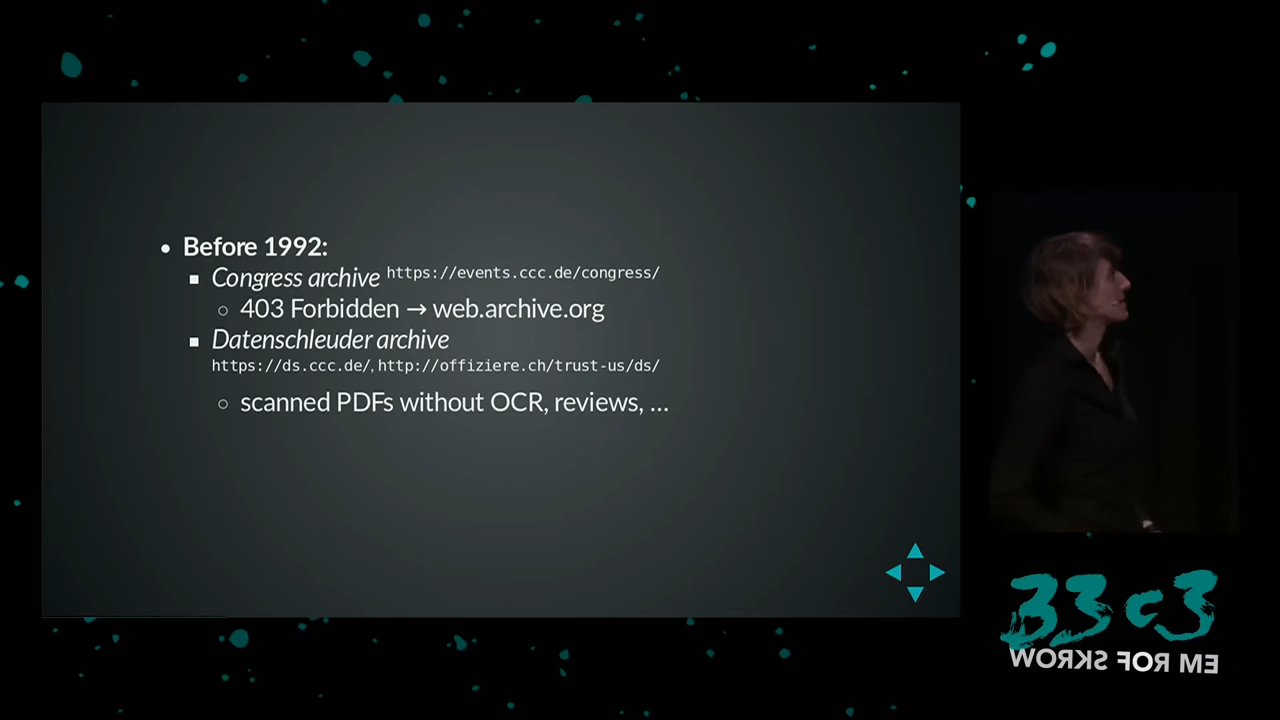 • Before 1992:
▪ Congress archive https://events.ccc.de/congress/
○ 403 Forbidden → web.archive.org
▪ Datenschleuder archive
https://ds.ccc.de/, http://offiziere.ch/trust-us/ds/
○ scanned PDFs without OCR, reviews, ...
33c3
WORKS FOR ME